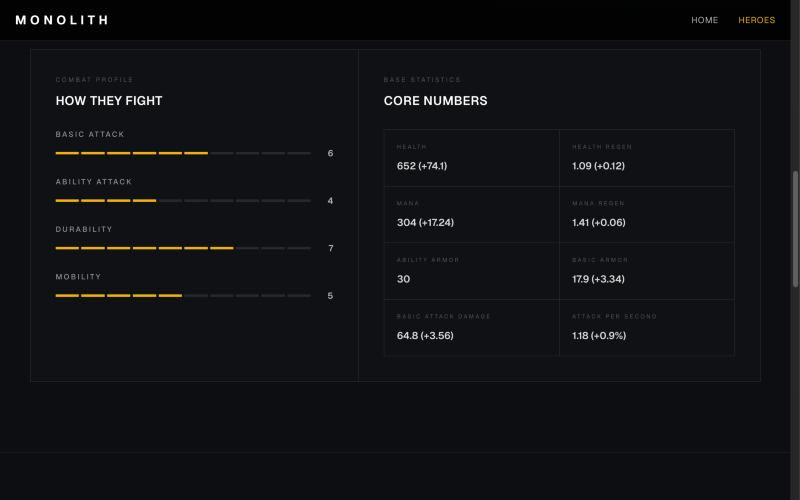 MONOLITH
HOME
HEROES
COMBAT PROFILE
HOW THEY FIGHT
BASIC ATTACK
6
ABILITY ATTACK
4
DURABILITY
7
MOBILITY
5
BASE STATISTICS
CORE NUMBERS
HEALTH
652 (+74.1)
HEALTH REGEN
1.09 (+0.12)
MANA
304 (+17.24)
MANA REGEN
1.41 (+0.06)
ABILITY ARMOR
30
BASIC ARMOR
17.9 (+3.34)
BASIC ATTACK DAMAGE
64.8 (+3.56)
ATTACK PER SECOND
1.18 (+0.9%)